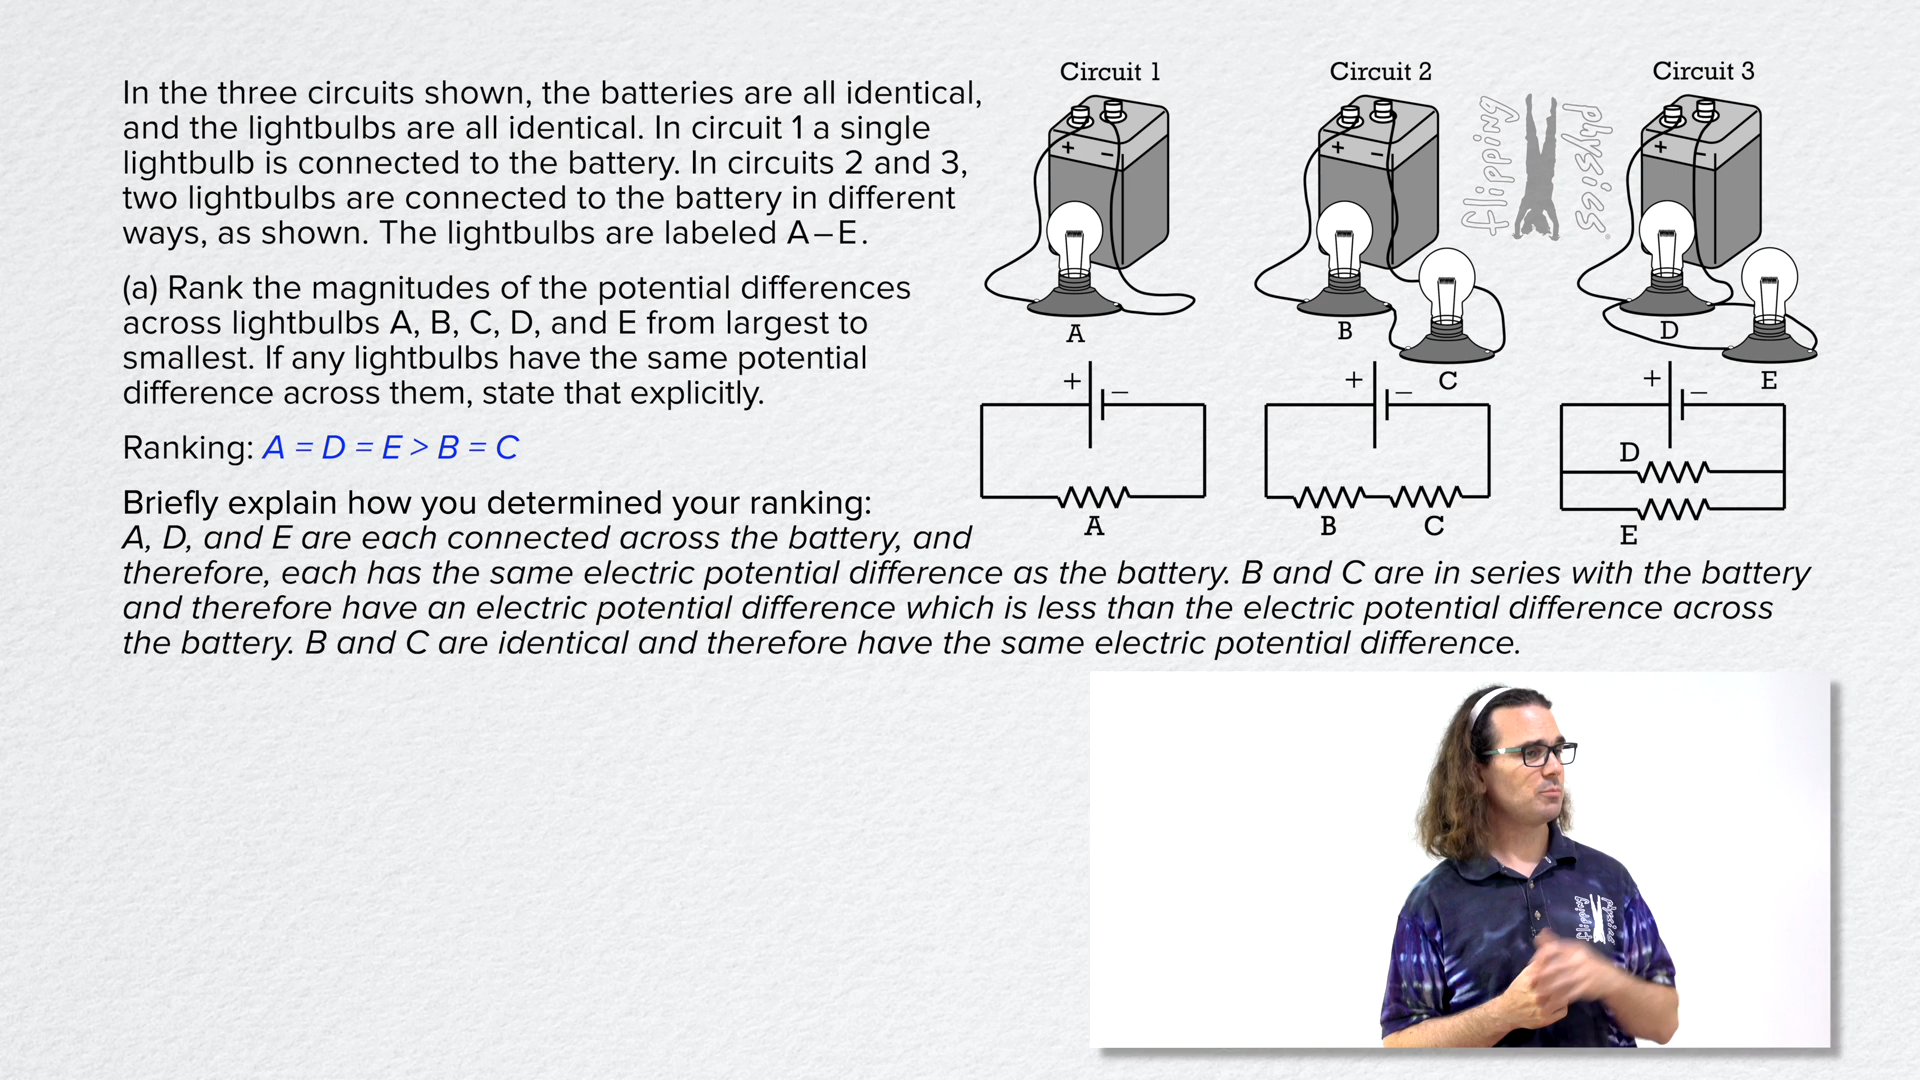 In the three circuits shown, the batteries are all identical,
and the lightbulbs are all identical. In circuit 1 a single
lightbulb is connected to the battery. In circuits 2 and 3,
two lightbulbs are connected to the battery in different
ways, as shown. The lightbulbs are labeled A–E.
(a) Rank the magnitudes of the potential differences
across lightbulbs A, B, C, D, and E from largest to
smallest. If any lightbulbs have the same potential
difference across them, state that explicitly.
Ranking: A = D = E > B = C
Briefly explain how you determined your ranking:
A, D, and E are each connected across the battery, and
therefore, each has the same electric potential difference as the battery. B and C are in series with the battery
and therefore have an electric potential difference which is less than the electric potential difference across
the battery. B and C are identical and therefore have the same electric potential difference.
Circuit 1
+ −
A
+ −
A
Circuit 2
+ −
B
C
+ −
B C
flipping
physics
Circuit 3
+ −
D
E
+ −
D
E
flipping
physics